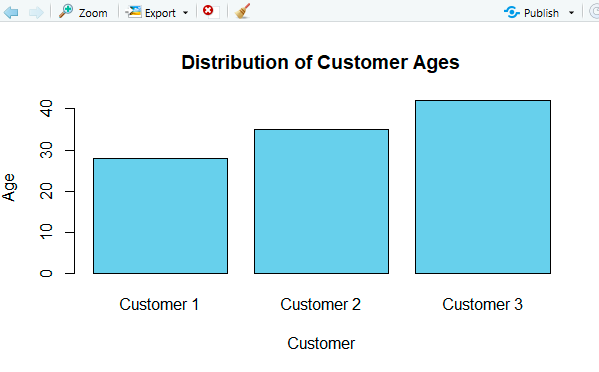 Zoom Export Publish
Distribution of Customer Ages
Age
40
30
20
10
0
Customer 1 Customer 2 Customer 3
Customer